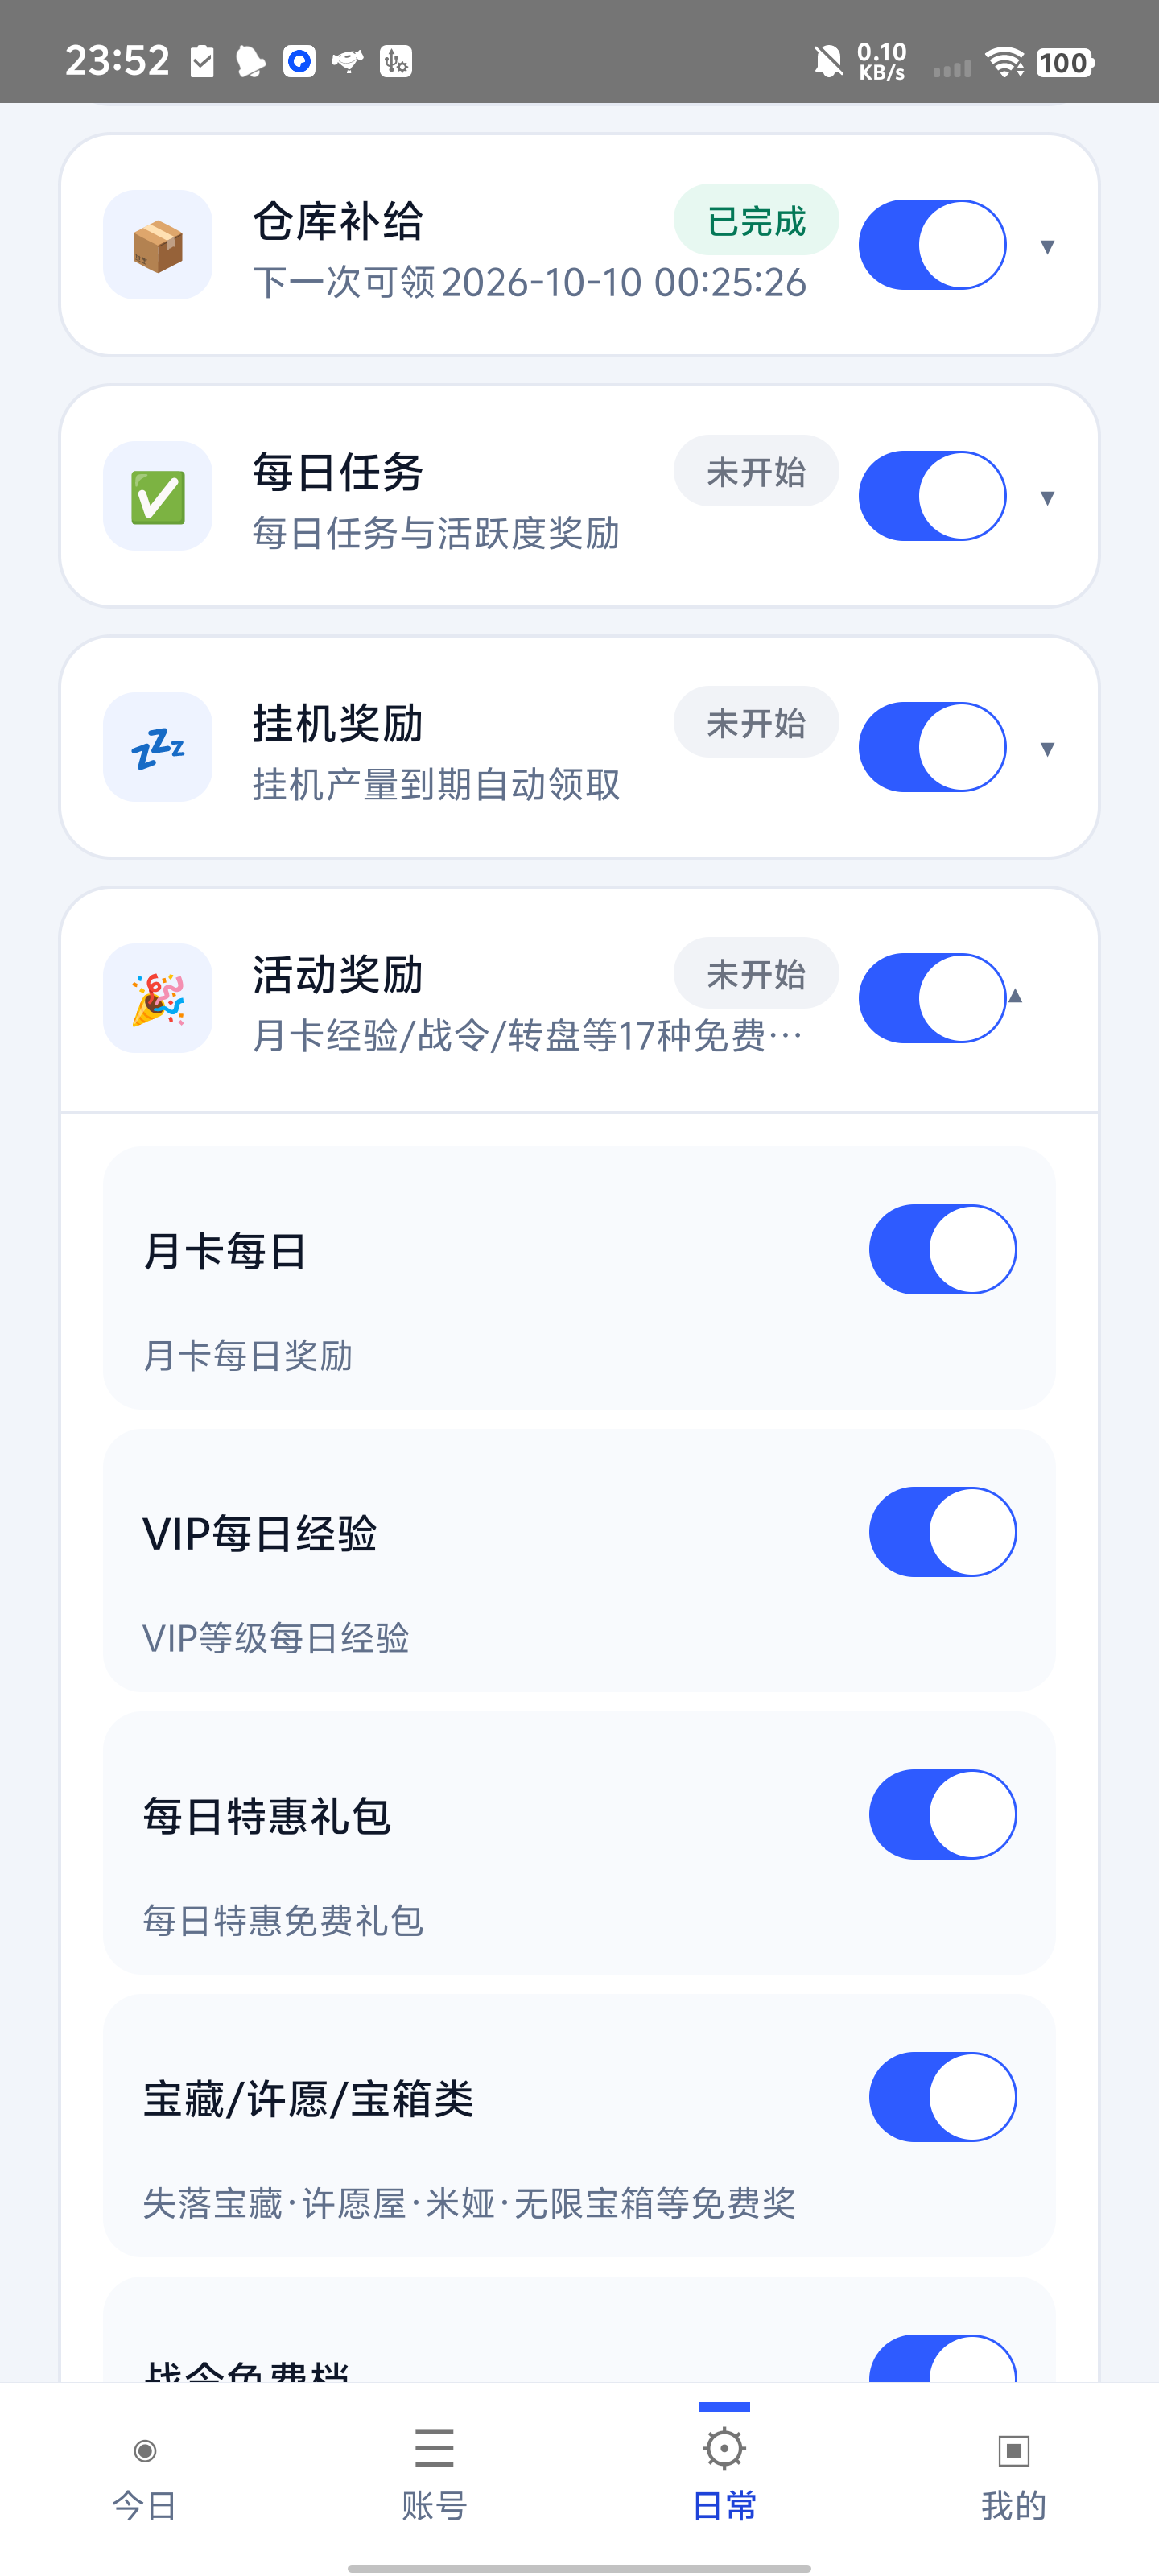 23:52
0.10
KB/s
100
仓库补给
已完成
下一次可领 2026-10-10 00:25:26
每日任务
未开始
每日任务与活跃度奖励
挂机奖励
未开始
挂机产量到期自动领取
活动奖励
未开始
月卡经验/战令/转盘等17种免费…
月卡每日
月卡每日奖励
VIP每日经验
VIP等级每日经验
每日特惠礼包
每日特惠免费礼包
宝藏/许愿/宝箱类
失落宝藏·许愿屋·米娅·无限宝箱等免费奖
战令免费档
今日
账号
日常
我的